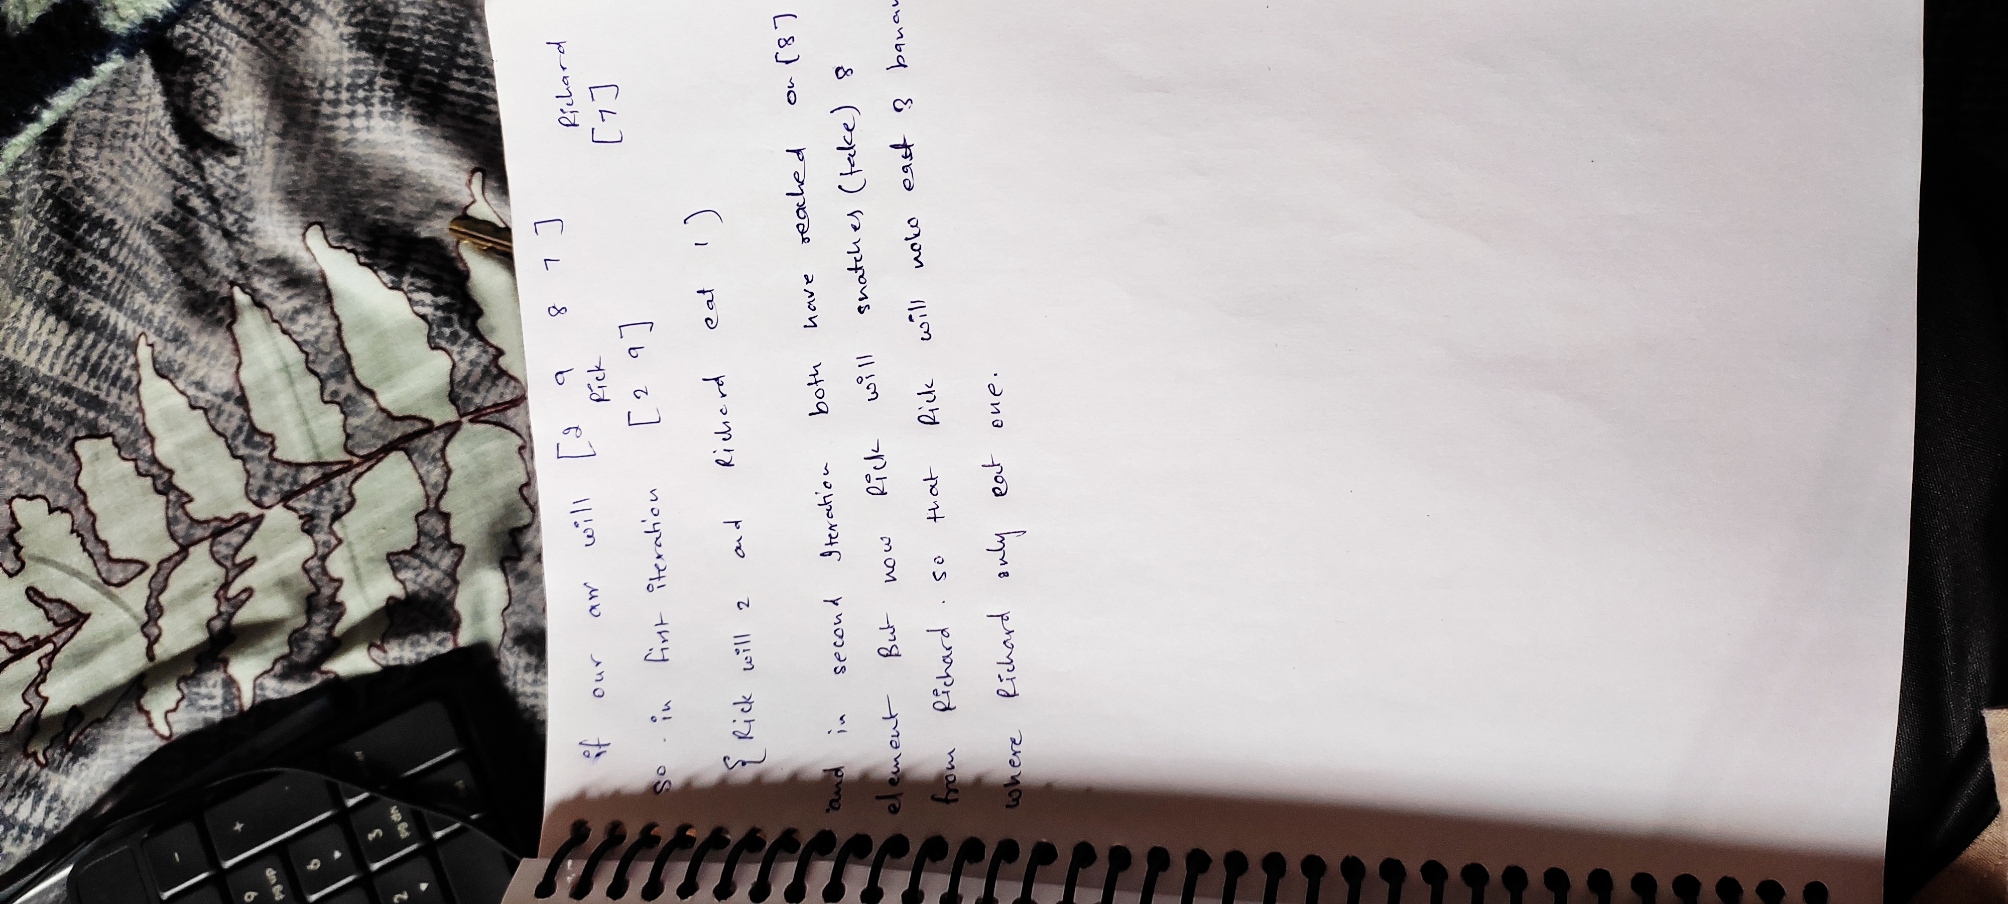 -
+
9
pg up
6
3
pg dn
2
if our arr will [2 9 8 7]
Rick Richard
so in first iteration [2 9] [7]
{ Rick will 2 and Richard eat 1 )
and in second Iteration both have reached on [8]
element But now Rick will snatches (take) 8
from Richard. so that Rick will eat 3 banan
where Richard only eat one.